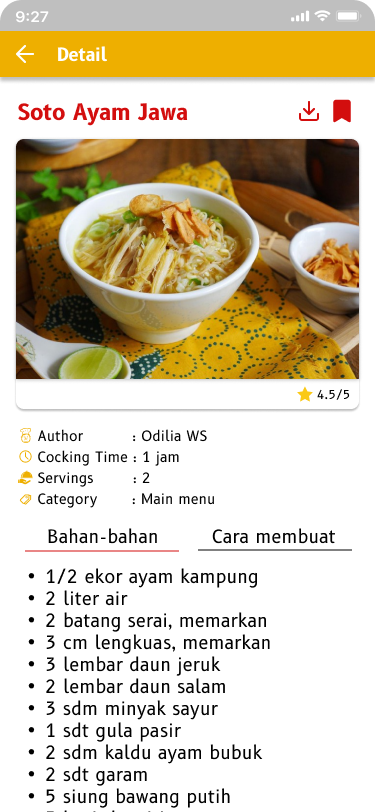 9:27
Detail
Soto Ayam Jawa
4.5/5
Author : Odilia WS
Cocking Time : 1 jam
Servings : 2
Category : Main menu
Bahan-bahan Cara membuat
• 1/2 ekor ayam kampung
• 2 liter air
• 2 batang serai, memarkan
• 3 cm lengkuas, memarkan
• 3 lembar daun jeruk
• 2 lembar daun salam
• 3 sdm minyak sayur
• 1 sdt gula pasir
• 2 sdm kaldu ayam bubuk
• 2 sdt garam
• 5 siung bawang putih